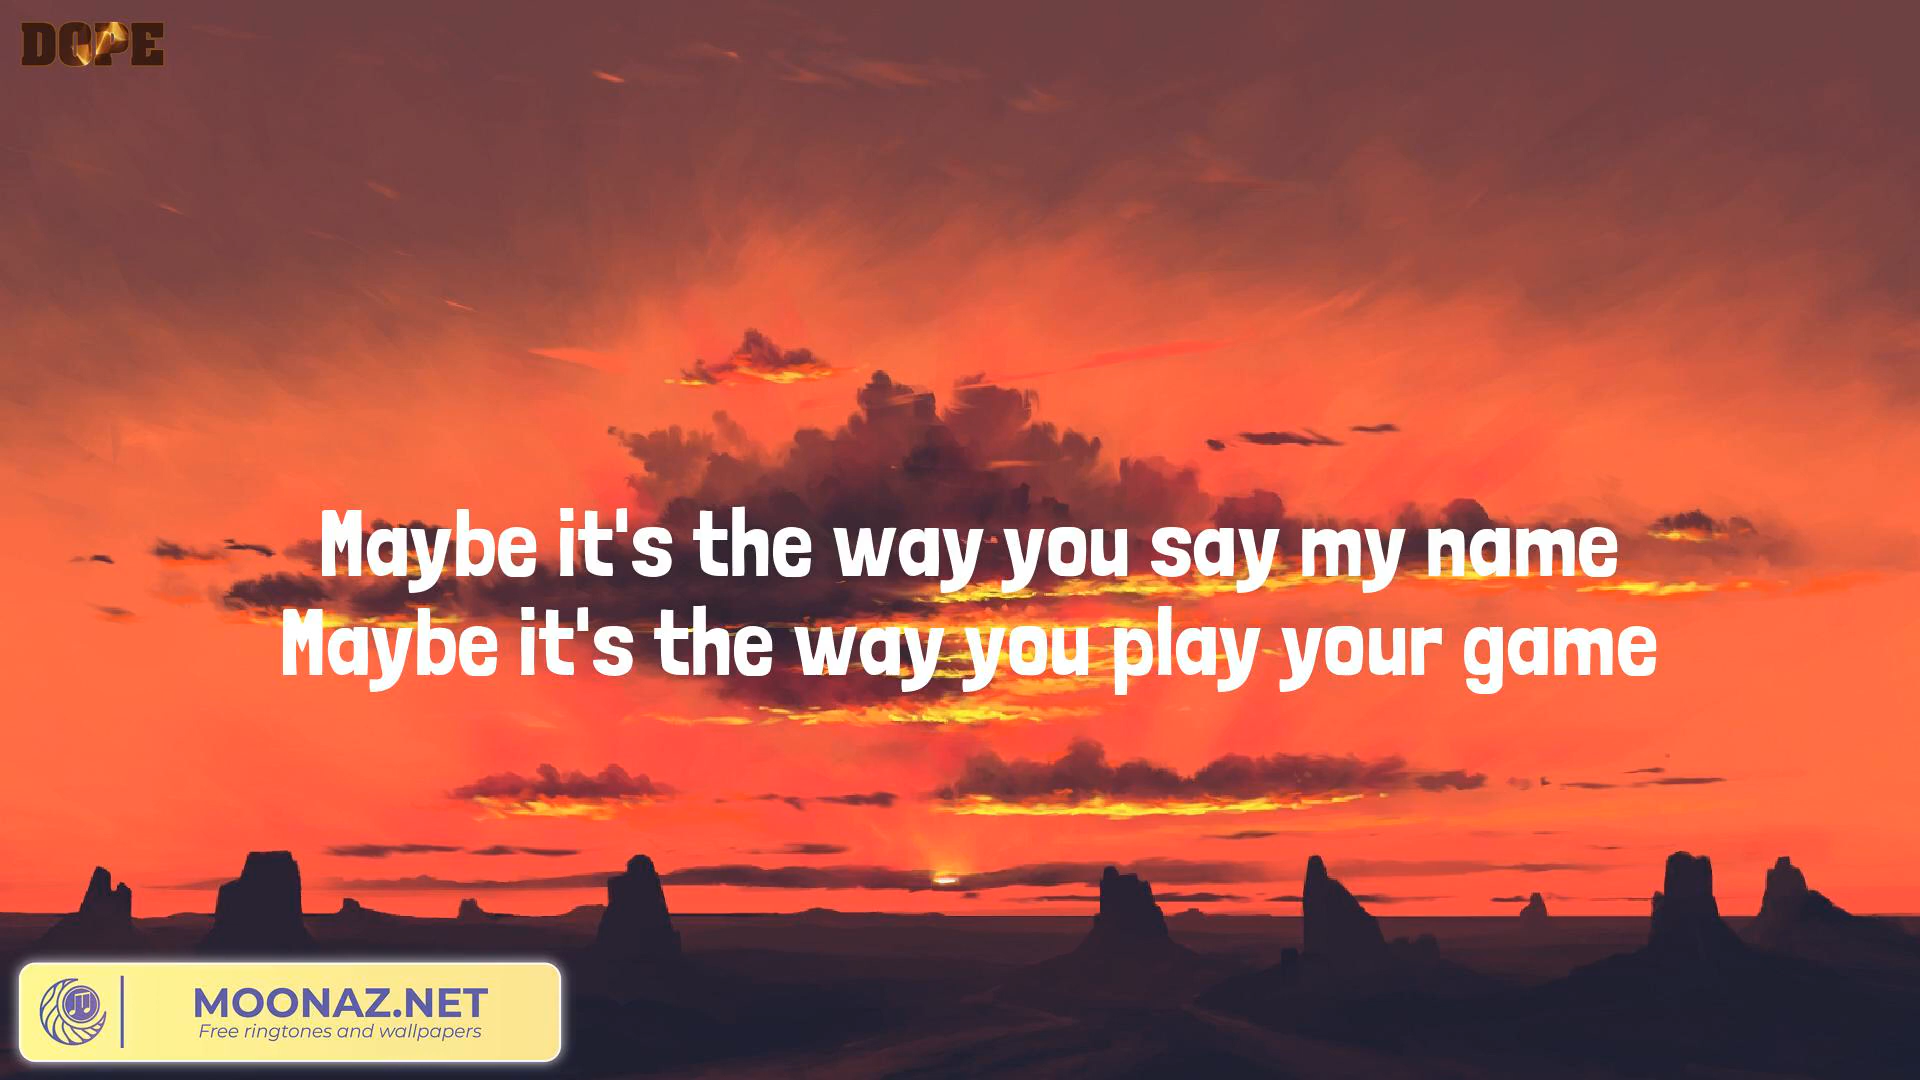 DOPE
Maybe it's the way you say my name
Maybe it's the way you play your game
MOONAZ.NET
Free ringtones and wallpapers